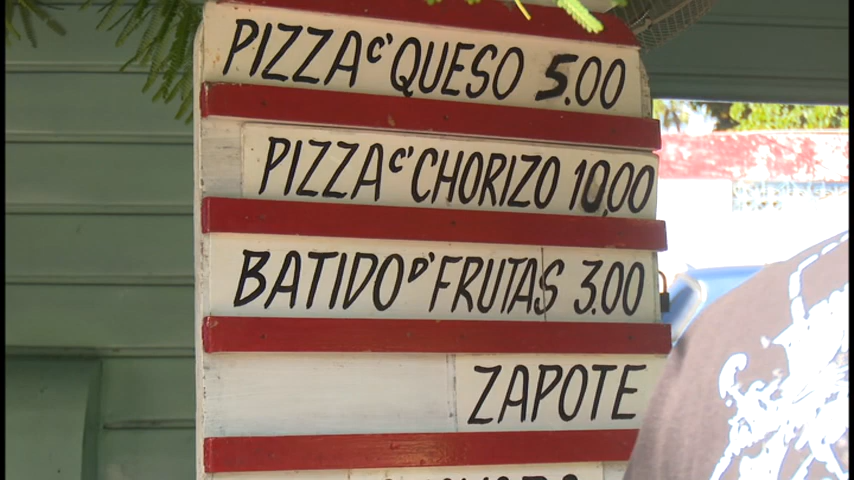 PIZZA C' QUESO 5.00
PIZZA C' CHORIZO 10,00
BATIDO D' FRUTAS 3.00
ZAPOTE